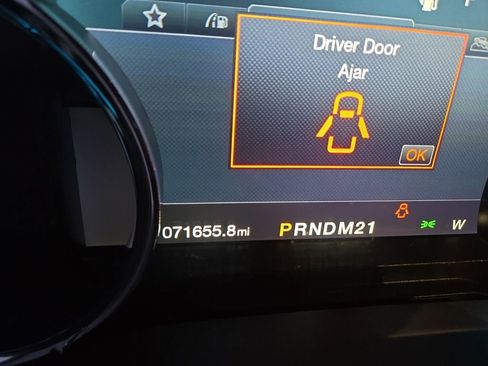 Driver Door
Ajar
OK
071655.8mi PRNDM21 W